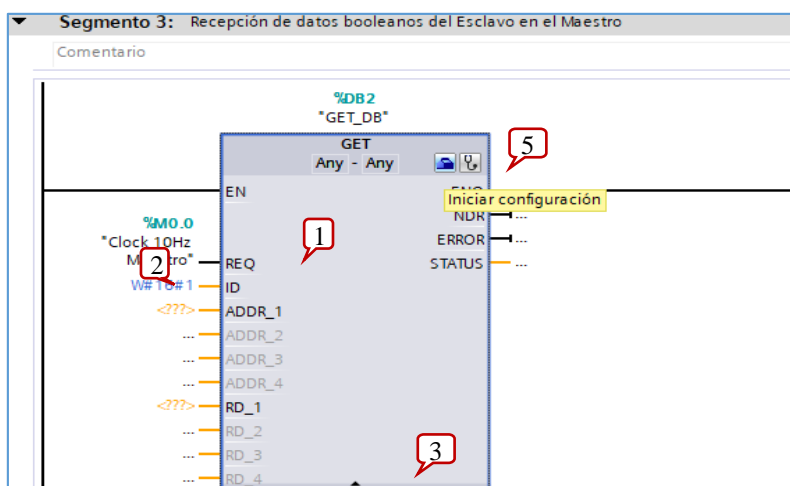 Segmento 3: Recepción de datos booleanos del Esclavo en el Maestro
Comentario
%DB2
"GET_DB"
GET
Any - Any
5
EN
Iniciar configuración
NDR
...
%M0.0
"Clock 10Hz
1
ERROR
...
2
REQ
STATUS
...
ID
<???>
ADDR_1
...
ADDR_2
...
ADDR_3
...
ADDR_4
<???>
RD_1
...
RD_2
...
RD_3
3
...
RD_4